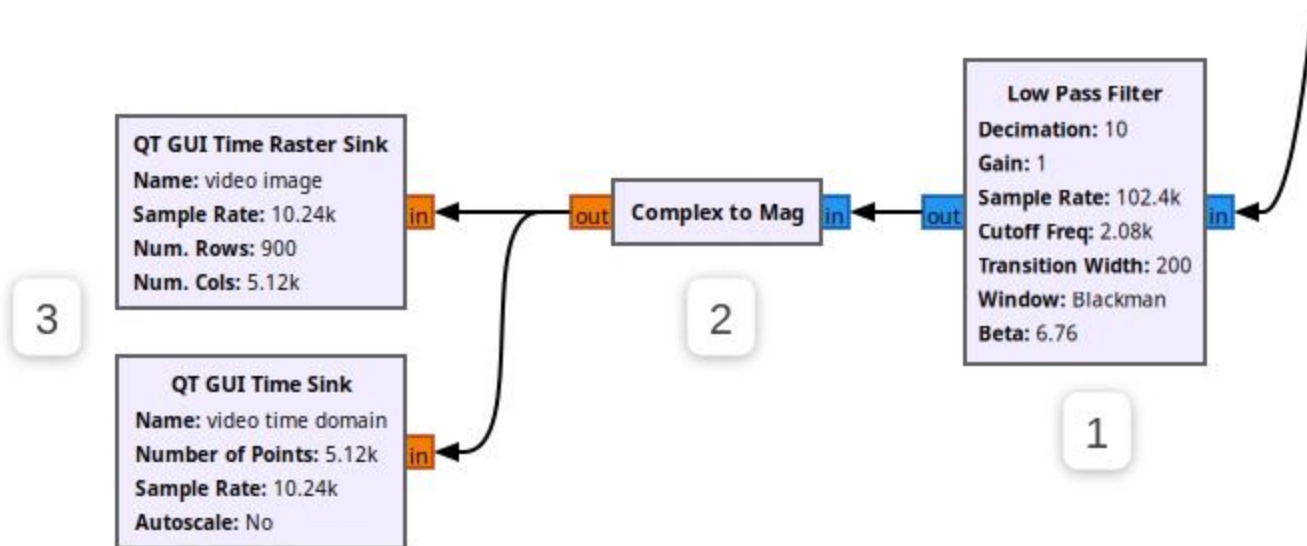 QT GUI Time Raster Sink
Name: video image
Sample Rate: 10.24k
Num. Rows: 900
Num. Cols: 5.12k
in
3
QT GUI Time Sink
Name: video time domain
Number of Points: 5.12k
Sample Rate: 10.24k
Autoscale: No
in
out
Complex to Mag
in
2
out
Low Pass Filter
Decimation: 10
Gain: 1
Sample Rate: 102.4k
Cutoff Freq: 2.08k
Transition Width: 200
Window: Blackman
Beta: 6.76
in
1